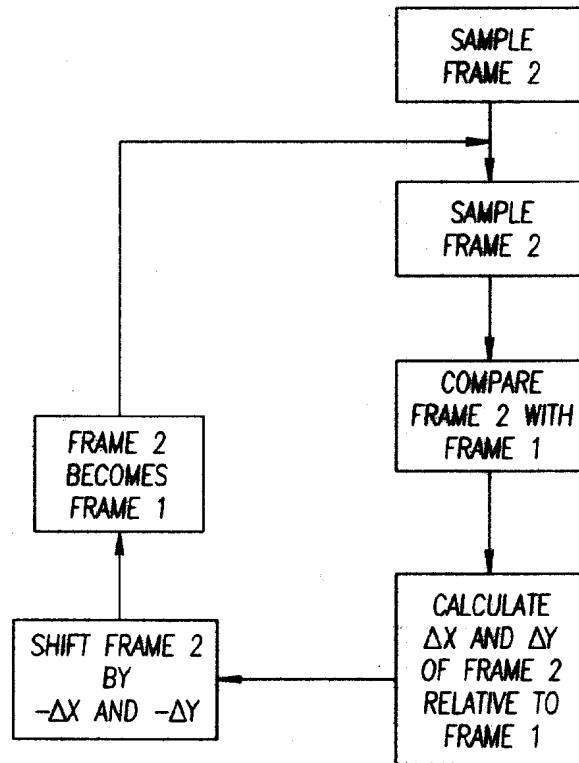 SAMPLE
FRAME 2
SAMPLE
FRAME 2
COMPARE
FRAME 2 WITH
FRAME 1
CALCULATE
ΔX AND ΔY
OF FRAME 2
RELATIVE TO
FRAME 1
SHIFT FRAME 2
BY
-ΔX AND -ΔY
FRAME 2
BECOMES
FRAME 1